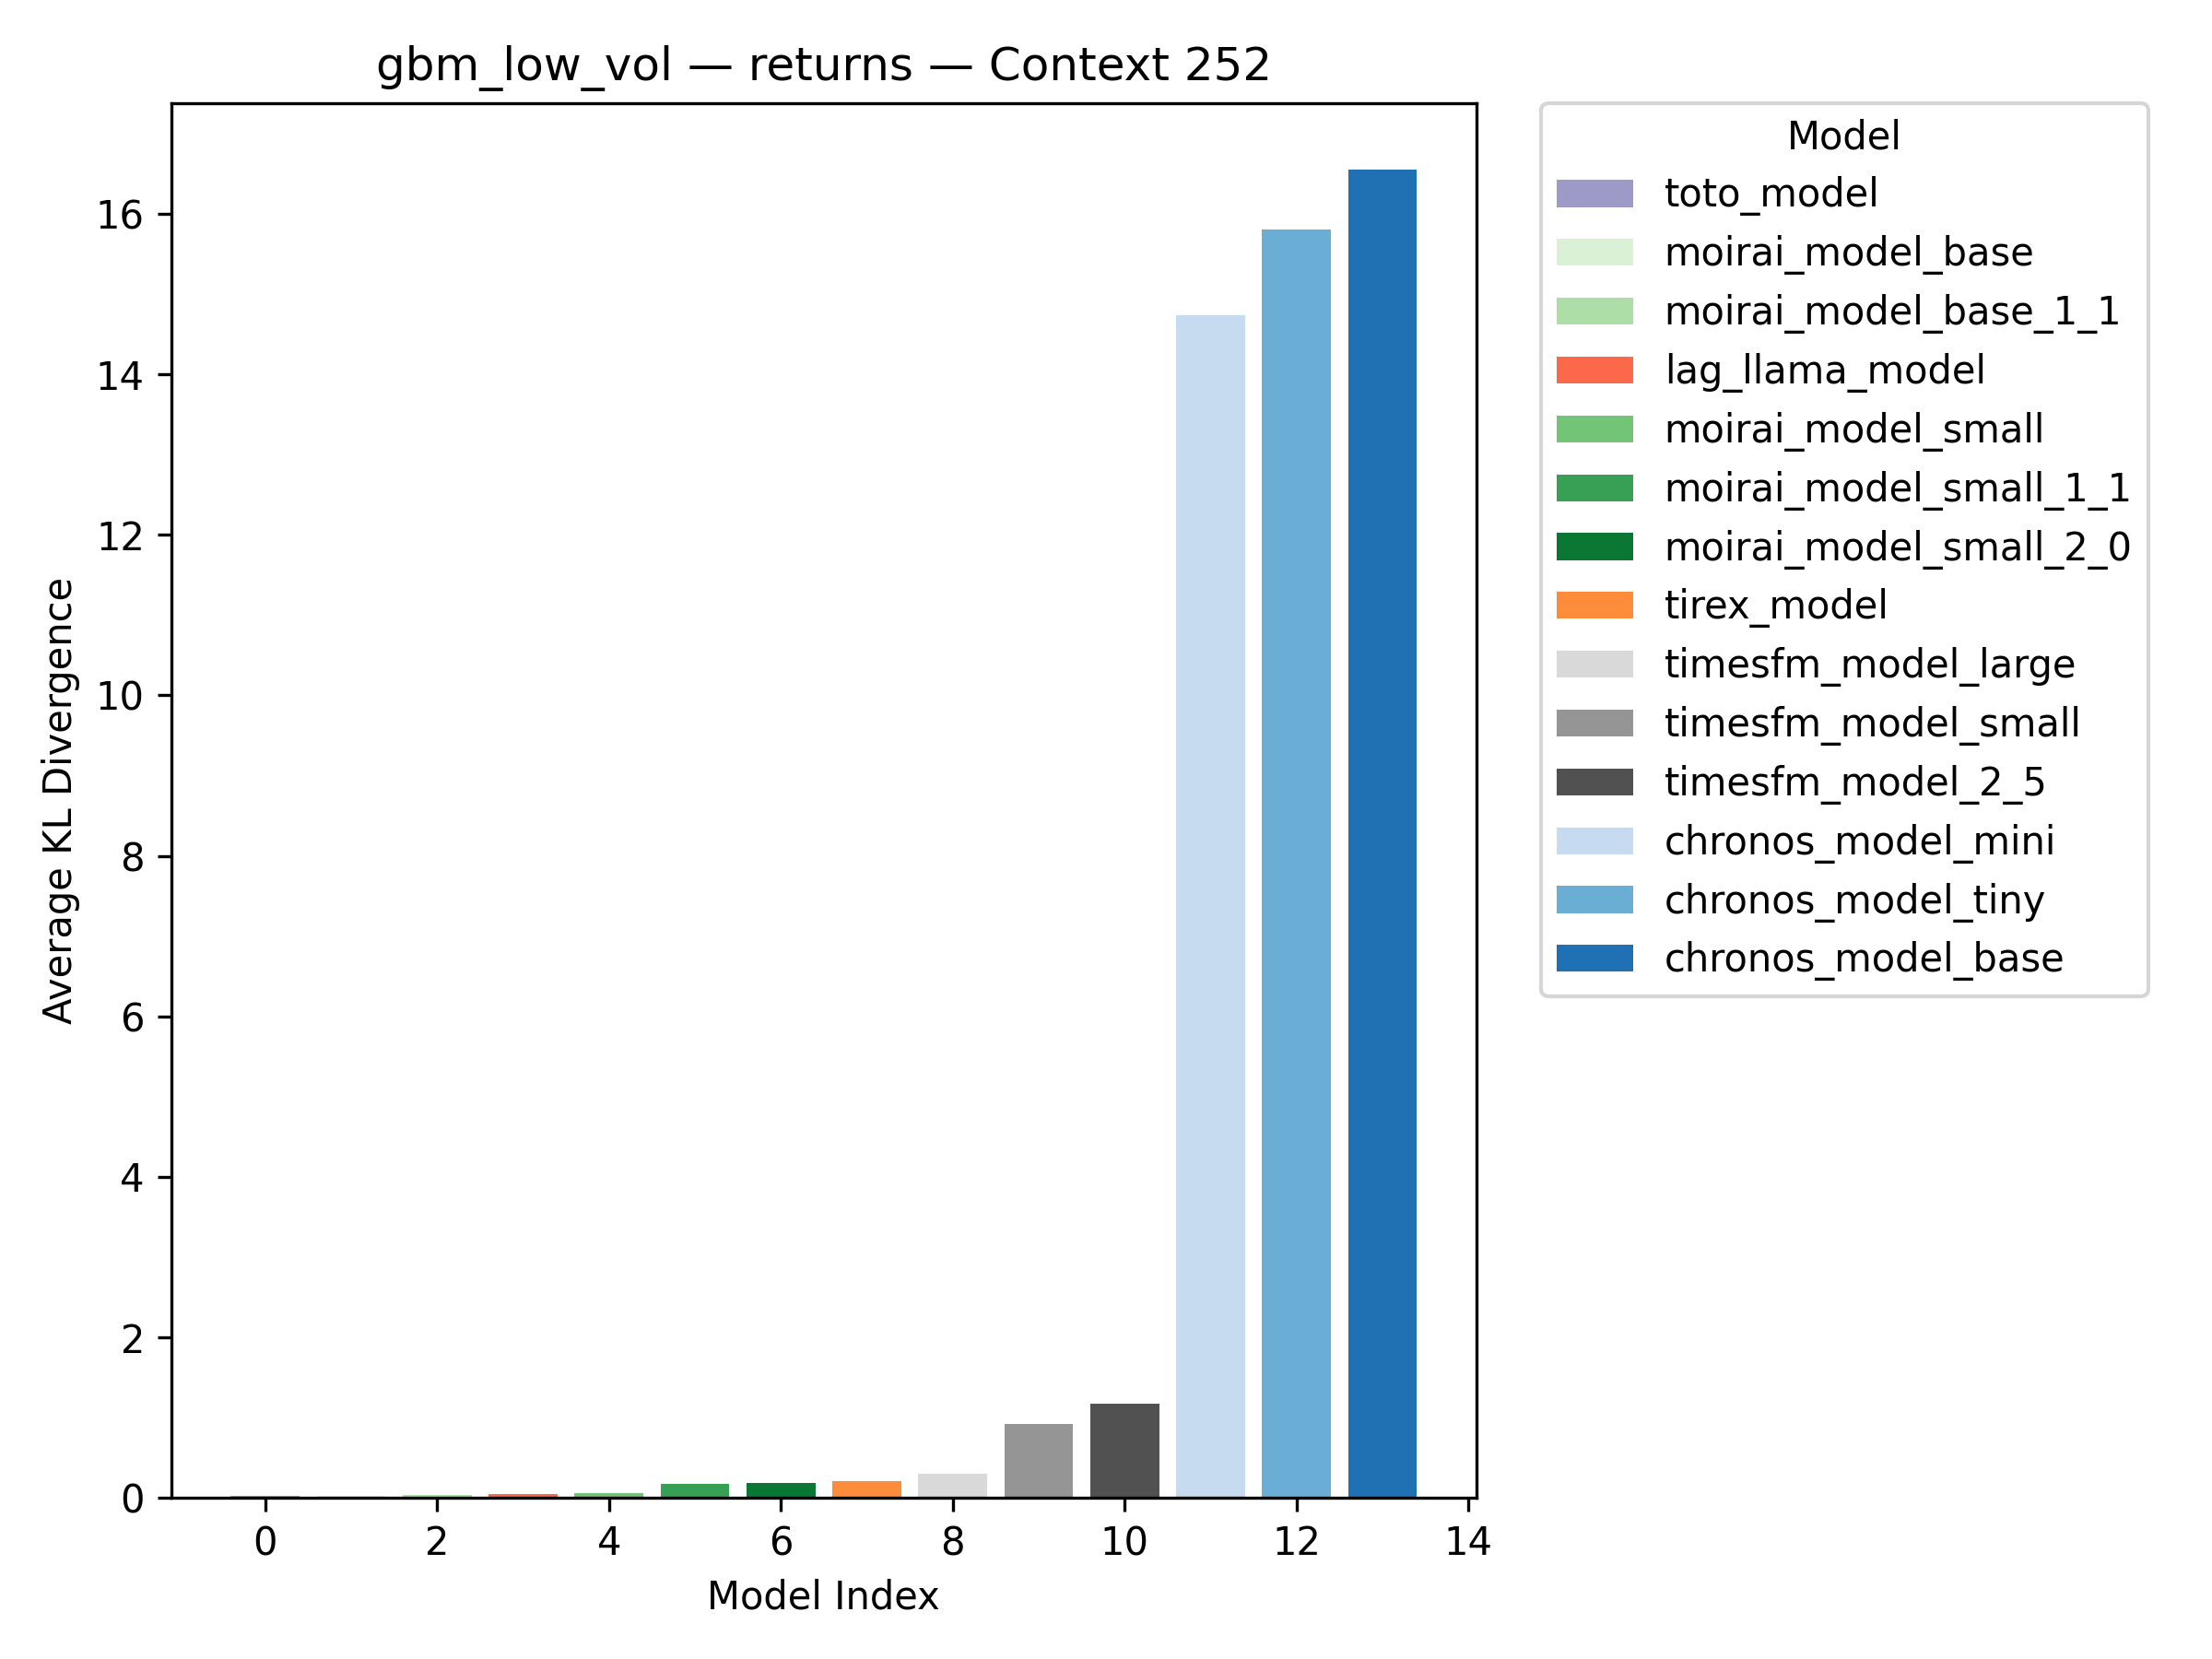 gbm_low_vol — returns — Context 252
Average KL Divergence
16
14
12
10
8
6
4
2
0
0 2 4 6 8 10 12 14
Model Index
Model
toto_model
moirai_model_base
moirai_model_base_1_1
lag_llama_model
moirai_model_small
moirai_model_small_1_1
moirai_model_small_2_0
tirex_model
timesfm_model_large
timesfm_model_small
timesfm_model_2_5
chronos_model_mini
chronos_model_tiny
chronos_model_base